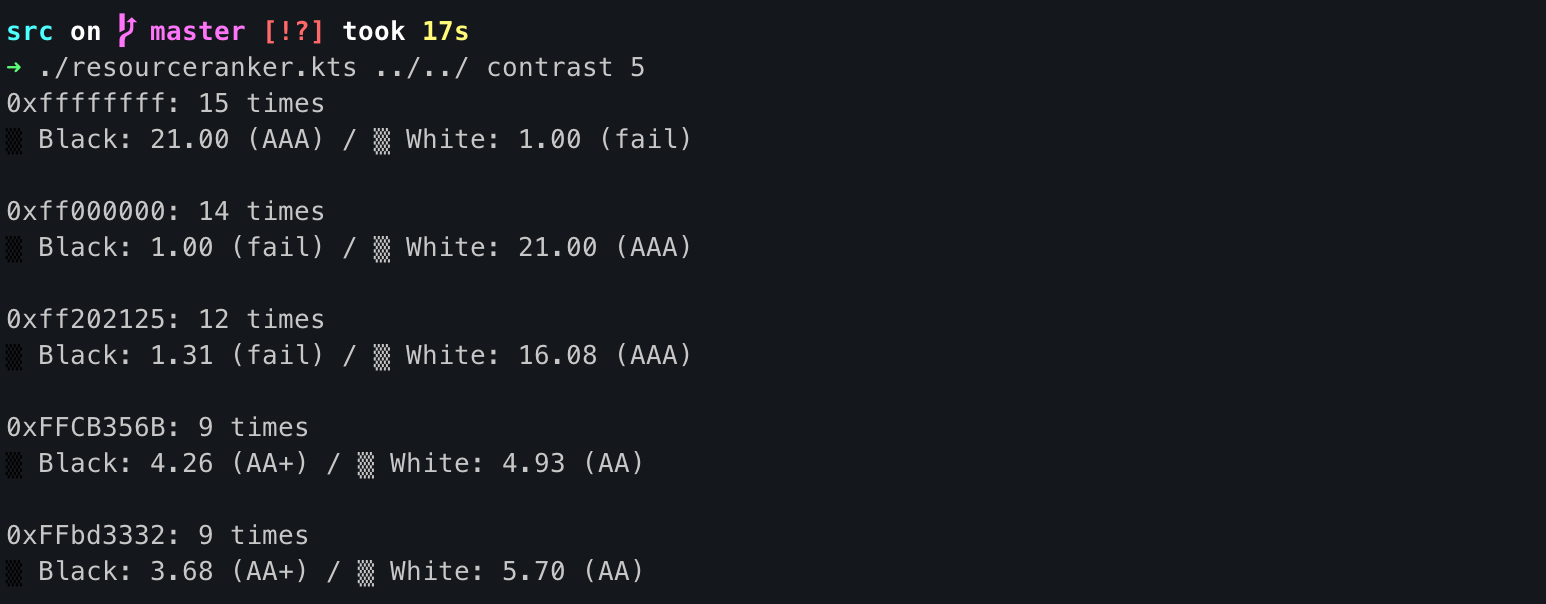 src on master [!?] took 17s
➜ ./resourceranker.kts ../../ contrast 5
0xffffffff: 15 times
▒ Black: 21.00 (AAA) / ▒ White: 1.00 (fail)
0xff000000: 14 times
▒ Black: 1.00 (fail) / ▒ White: 21.00 (AAA)
0xff202125: 12 times
▒ Black: 1.31 (fail) / ▒ White: 16.08 (AAA)
0xFFCB356B: 9 times
▒ Black: 4.26 (AA+) / ▒ White: 4.93 (AA)
0xFFbd3332: 9 times
▒ Black: 3.68 (AA+) / ▒ White: 5.70 (AA)